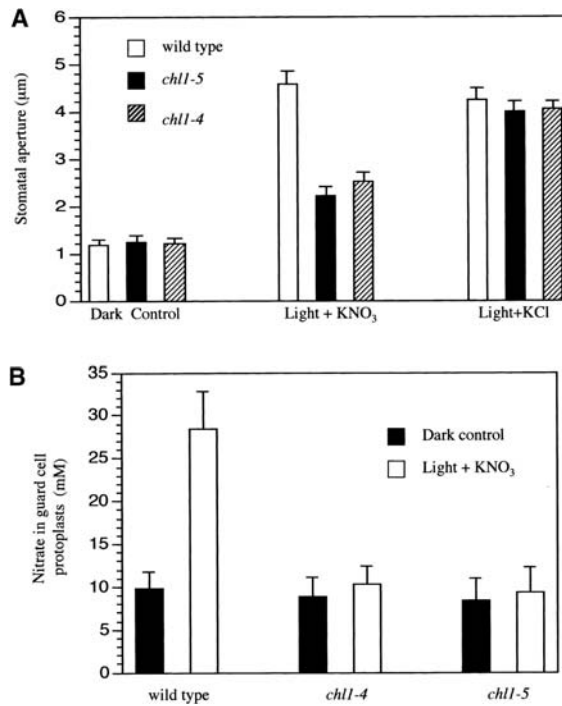 A
Stomatal aperture (μm)
6
5
4
3
2
1
0
wild type
chl1-5
chl1-4
Dark Control
Light + KNO₃
Light+KCl
B
Nitrate in guard cell
protoplasts (mM)
35
30
25
20
15
10
5
0
Dark control
Light + KNO₃
wild type
chl1-4
chl1-5